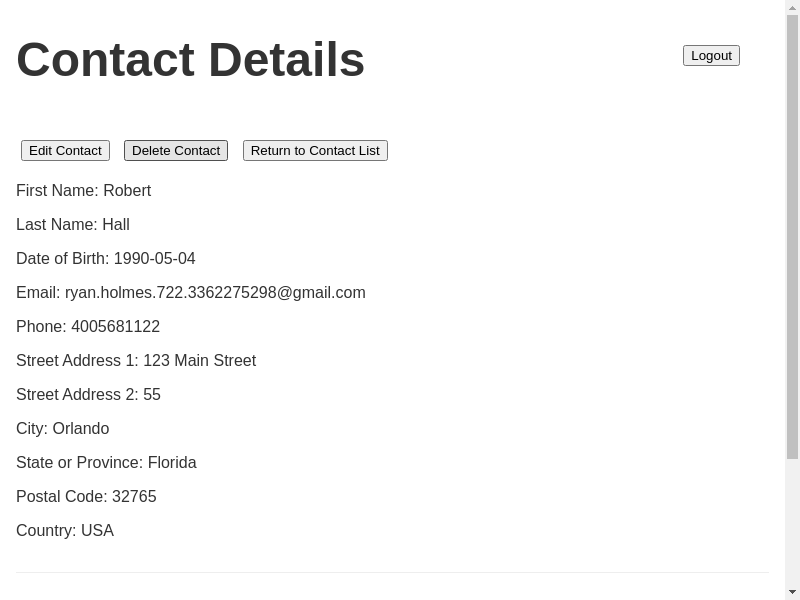 Contact Details
Logout
Edit Contact
Delete Contact
Return to Contact List
First Name: Robert
Last Name: Hall
Date of Birth: 1990-05-04
Email: ryan.holmes.722.3362275298@gmail.com
Phone: 4005681122
Street Address 1: 123 Main Street
Street Address 2: 55
City: Orlando
State or Province: Florida
Postal Code: 32765
Country: USA